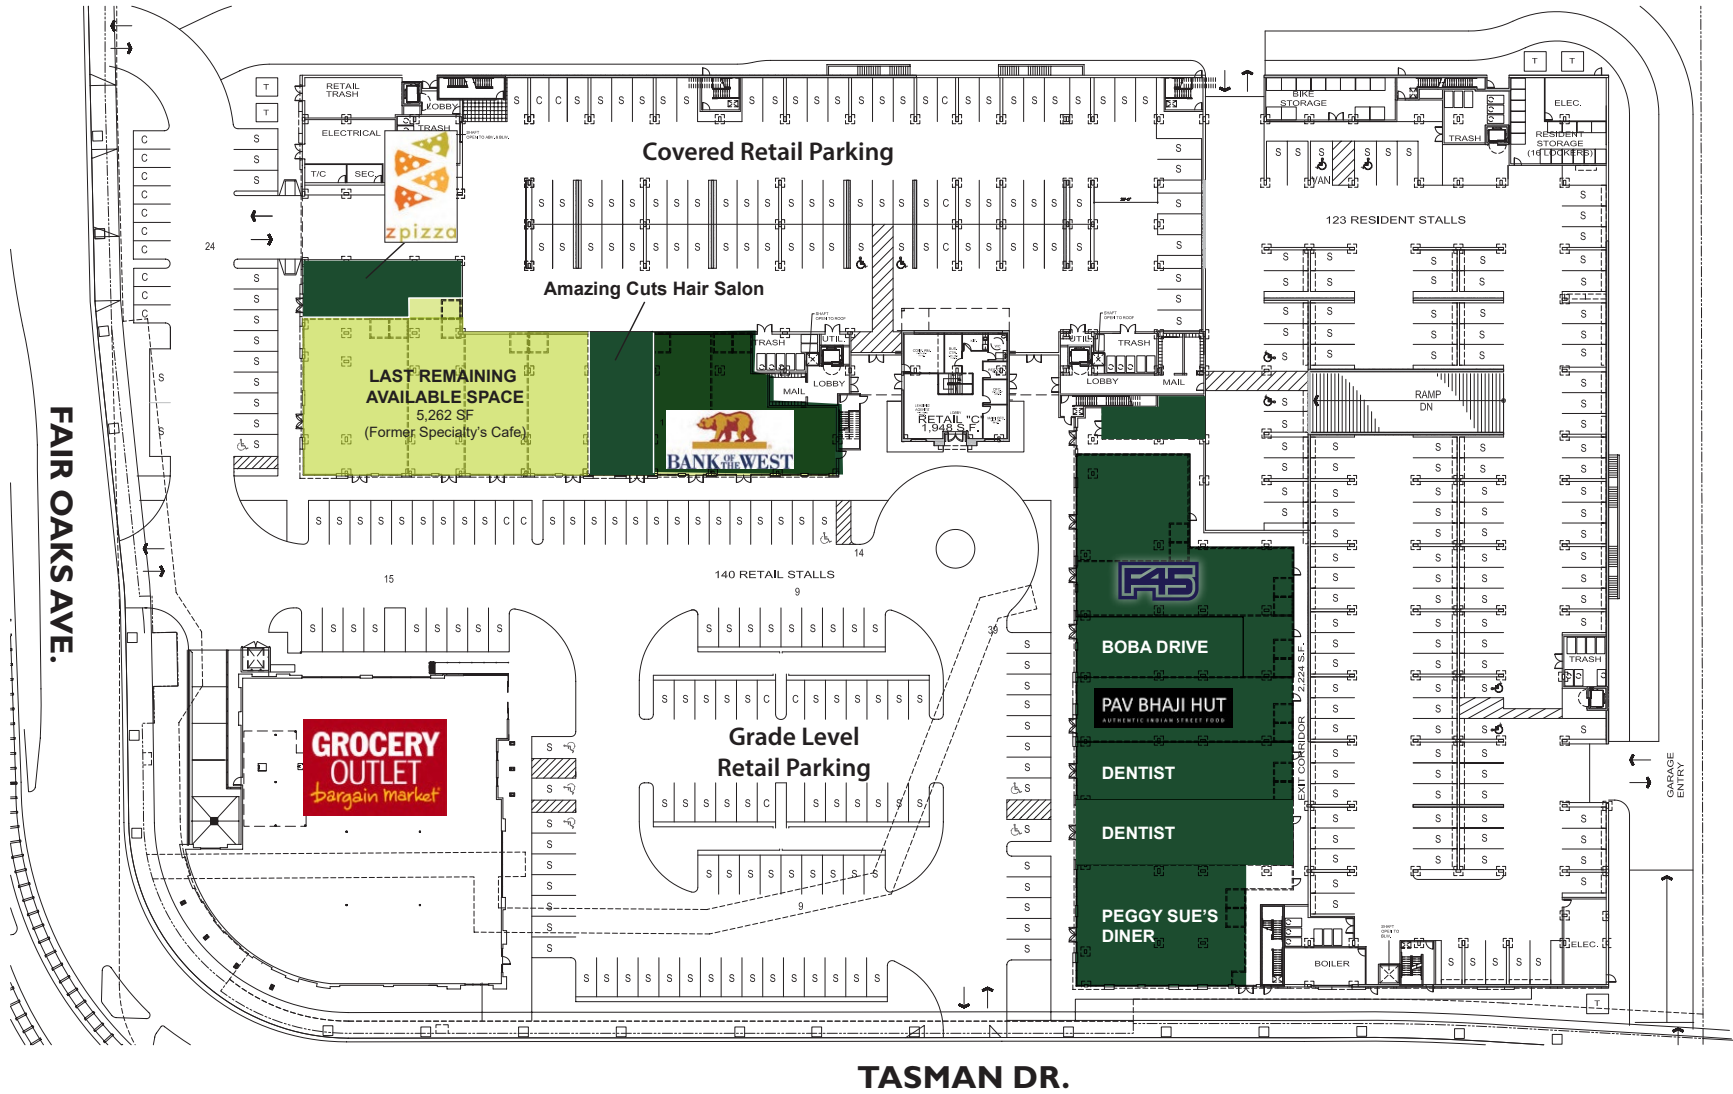 RETAIL
TRASH
LOBBY
ELECTRICAL
TRASH
T/C
SEC.
zpizza
Covered Retail Parking
BIKE
STORAGE
ELEC.
TRASH
RESIDENT
STORAGE
(16 LOCKERS)
VAN
123 RESIDENT STALLS
24
Amazing Cuts Hair Salon
LAST REMAINING
AVAILABLE SPACE
5,262 SF
(Former Specialty's Cafe)
TRASH
UTIL.
LOBBY
MAIL
BANK OF THE WEST
RETAIL "C"
1,948 S.F.
UTIL.
TRASH
LOBBY
MAIL
RAMP
DN
FAIR OAKS AVE.
15
140 RETAIL STALLS
14
9
39
F45
BOBA DRIVE
PAV BHAJI HUT
AUTHENTIC INDIAN STREET FOOD
DENTIST
DENTIST
PEGGY SUE'S
DINER
EXIT CORRIDOR 2,224 S.F.
TRASH
GARAGE
ENTRY
GROCERY
OUTLET
bargain market
Grade Level
Retail Parking
9
BOILER
ELEC.
TASMAN DR.